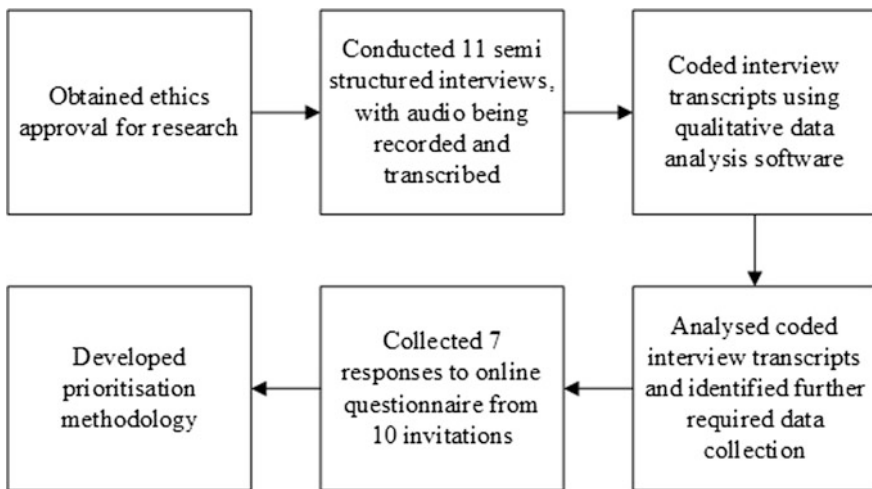 Obtained ethics
approval for research
Conducted 11 semi
structured interviews,
with audio being
recorded and
transcribed
Coded interview
transcripts using
qualitative data
analysis software
Analysed coded
interview transcripts
and identified further
required data
collection
Collected 7
responses to online
questionnaire from
10 invitations
Developed
prioritisation
methodology